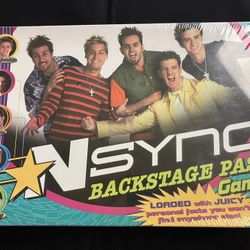 NSYNC
BACKSTAGE PAS
Gam
LOADED with JUICY
personal facts you won't
find anywhere else!